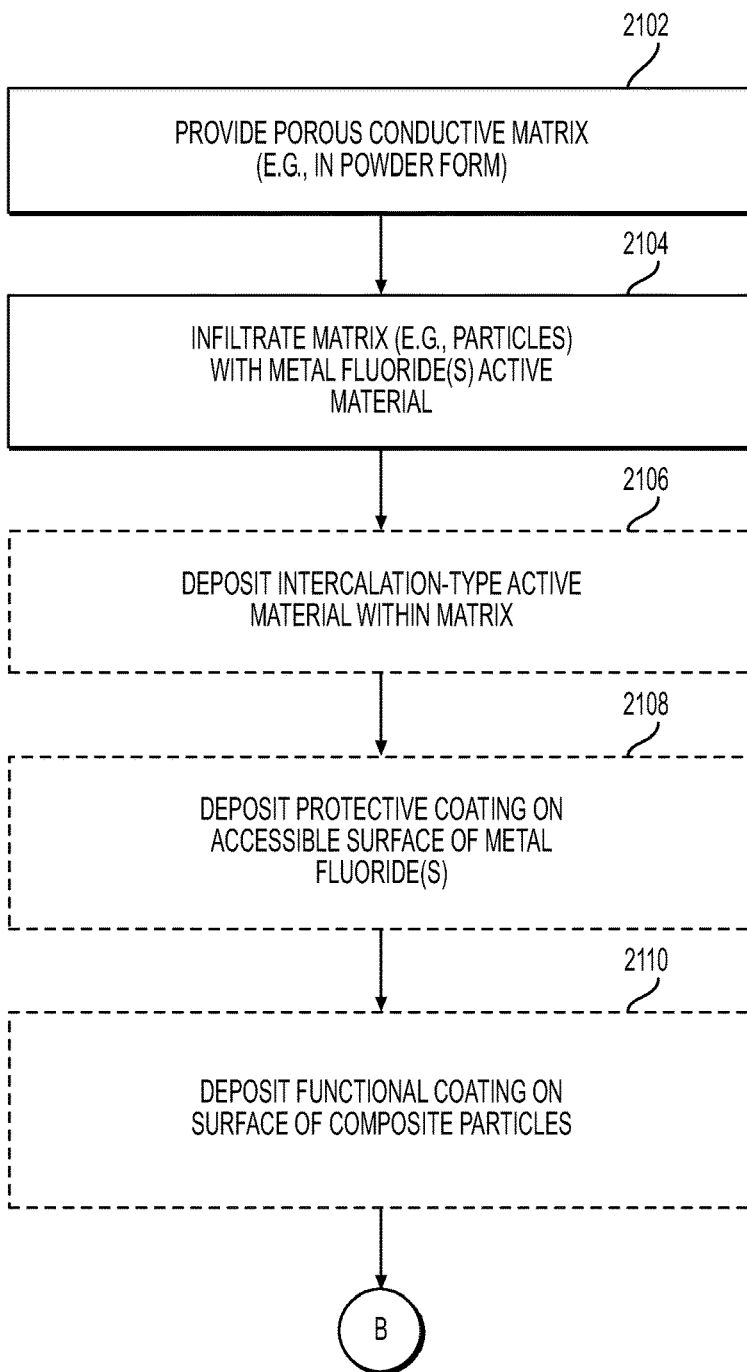 2102
PROVIDE POROUS CONDUCTIVE MATRIX
(E.G., IN POWDER FORM)
2104
INFILTRATE MATRIX (E.G., PARTICLES)
WITH METAL FLUORIDE(S) ACTIVE
MATERIAL
2106
DEPOSIT INTERCALATION-TYPE ACTIVE
MATERIAL WITHIN MATRIX
2108
DEPOSIT PROTECTIVE COATING ON
ACCESSIBLE SURFACE OF METAL
FLUORIDE(S)
2110
DEPOSIT FUNCTIONAL COATING ON
SURFACE OF COMPOSITE PARTICLES
B